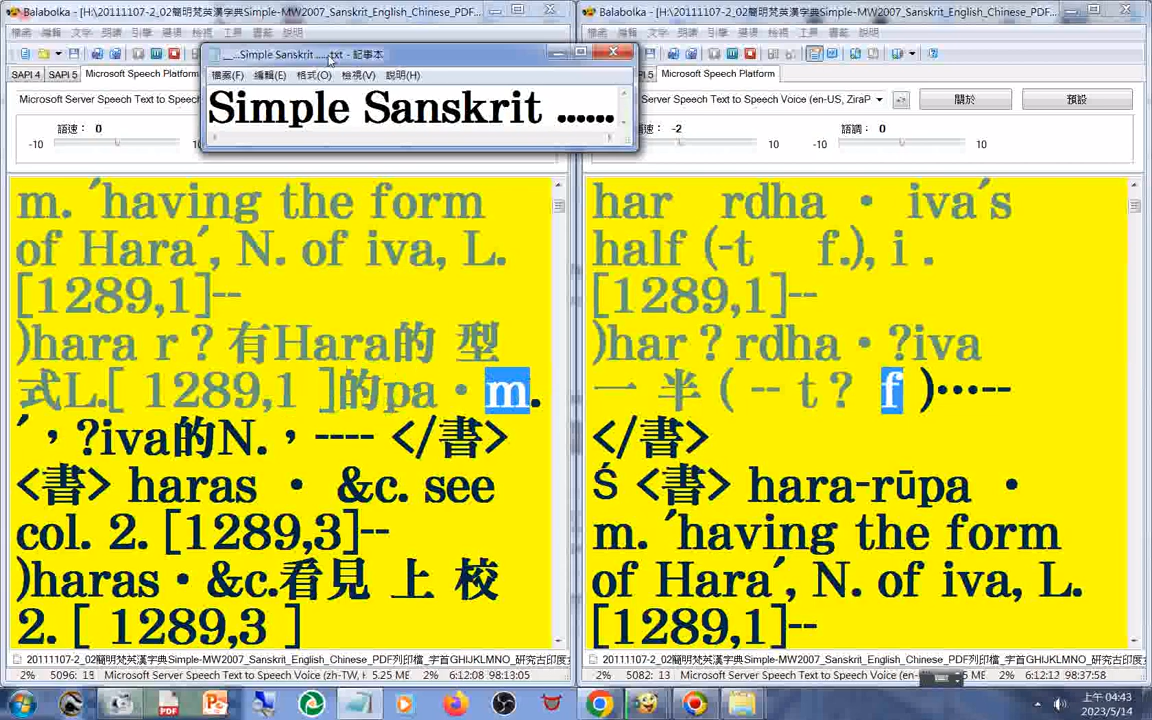 Balabolka - [H:\20111107-2_02簡明梵英漢字典Simple-MW2007_Sanskrit_English_Chinese_PDF...
Balabolka - [H:\20111107-2_02簡明梵英漢字典Simple-MW2007_Sanskrit_English_Chinese_PDF...
__...Simple Sanskrit ......txt - 記事本
檔案(F) 編輯(E) 格式(O) 檢視(V) 說明(H)
Simple Sanskrit ......
SAPI 4 SAPI 5 Microsoft Speech Platform
Microsoft Speech Platform
Microsoft Server Speech Text to Speech
Server Speech Text to Speech Voice (en-US, ZiraP
關於
預設
語速： 0
-10
-2
語調： 0
-10 10
10
-10
10
m. ′having the form
of Hara′, N. of iva, L.
[1289,1]--
)hara r ? 有Hara的 型
式L.[ 1289,1 ]的pa·m.
′，?iva的N.，---- </書>
<書> haras · &c. see
col. 2. [1289,3]--
)haras·&c.看見 上 校
2. [ 1289,3 ]
har rdha · iva′s
half (-t f.), i .
[1289,1]--
)har ? rdha·?iva
一 半 ( -- t ? f )…--
</書>
Ś <書> hara-rūpa ·
m. ′having the form
of Hara′, N. of iva, L.
[1289,1]--
20111107-2_02簡明梵英漢字典Simple-MW2007_Sanskrit_English_Chinese_PDF列印檔_字首GHIJKLMNO_研究古印度
20111107-2_02簡明梵英漢字典Simple-MW2007_Sanskrit_English_Chinese_PDF列印檔_字首GHIJKLMNO_研究古印度
2% 5096: 13 Microsoft Server Speech Text to Speech Voice (zh-TW, H 5.25 ME 2% 6:12:08 98:13:05
2% 5082: 13 Microsoft Server Speech Text to Speech Voice (en 5.25 ME 2% 6:12:12 98:37:58
上午 04:43
2023/5/14